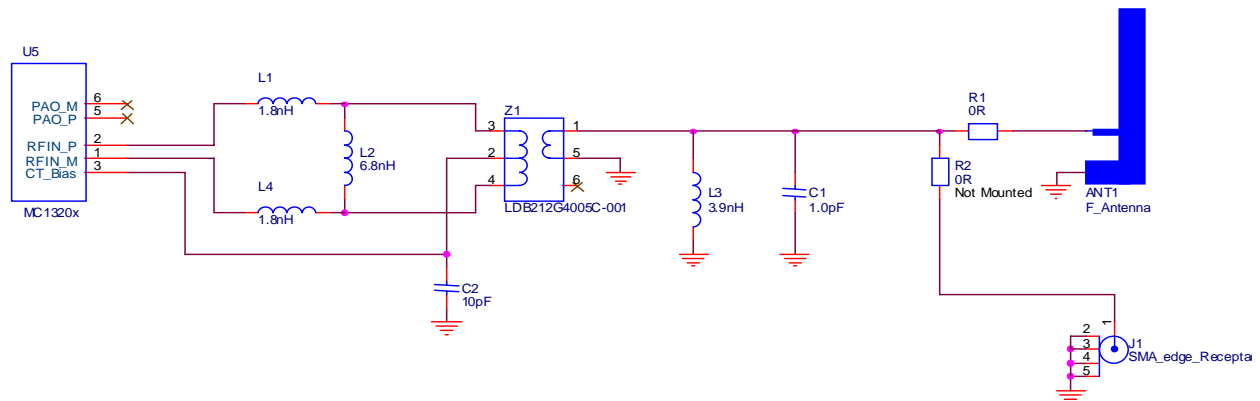 U5
PAO_M 6
PAO_P 5
RFIN_P 2
RFIN_M 1
CT_Bias 3
MC1320x
L1
1.8nH
L2
6.8nH
L4
1.8nH
C2
10pF
Z1
3 1
2 5
4 6
LDB212G4005C-001
L3
3.9nH
C1
1.0pF
R1
0R
R2
0R
Not Mounted
ANT1
F_Antenna
1
2
3
4
5
J1
SMA_edge_Recepta